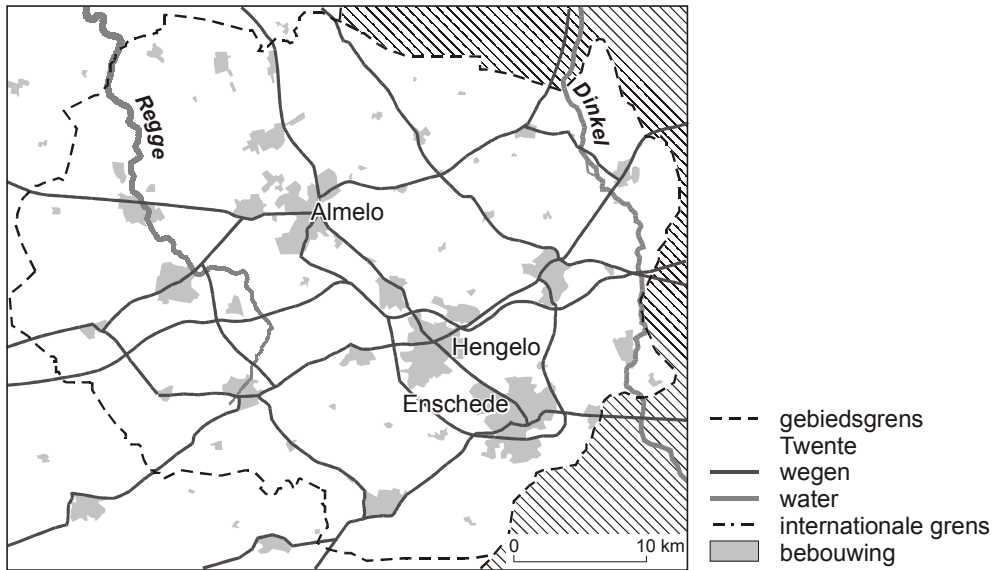 Regge
Dinkel
Almelo
Hengelo
Enschede
0 10 km
gebiedsgrens
Twente
wegen
water
internationale grens
bebouwing